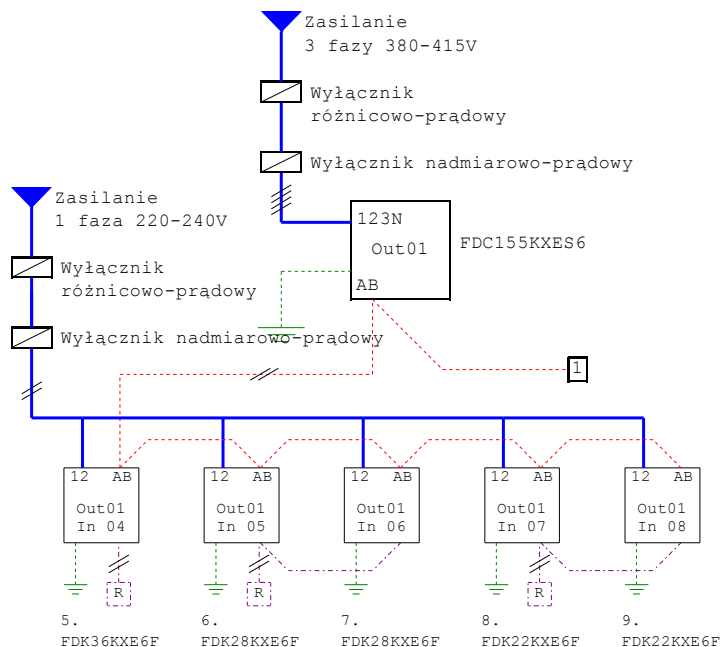 Zasilanie
3 fazy 380-415V
Wyłącznik
różnicowo-prądowy
Wyłącznik nadmiarowo-prądowy
Zasilanie
1 faza 220-240V
123N
Out01
AB
FDC155KXES6
Wyłącznik
różnicowo-prądowy
Wyłącznik nadmiarowo-prądowy
1
12 AB
Out01
In 04
12 AB
Out01
In 05
12 AB
Out01
In 06
12 AB
Out01
In 07
12 AB
Out01
In 08
R
R
R
5.
FDK36KXE6F
6.
FDK28KXE6F
7.
FDK28KXE6F
8.
FDK22KXE6F
9.
FDK22KXE6F